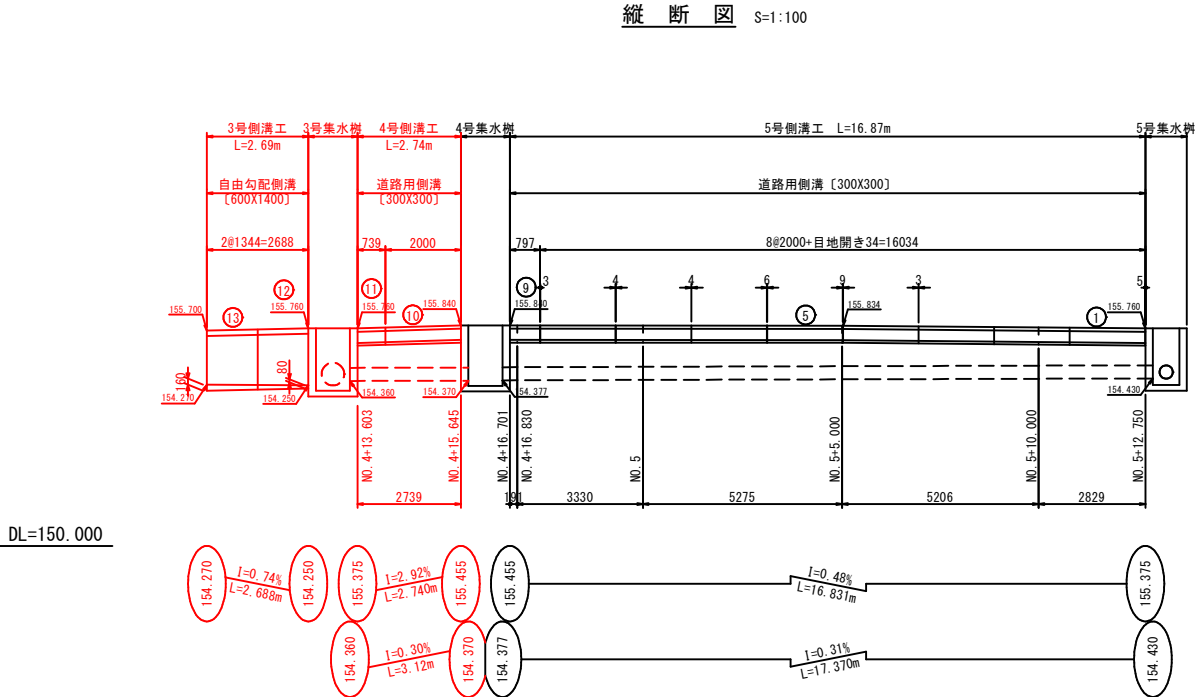 縦断図 S=1:100
3号側溝工 3号集水桝 4号側溝工 4号集水桝 5号側溝工 L=16.87m 5号集水桝
L=2.69m L=2.74m
自由勾配側溝 道路用側溝 道路用側溝〔300X300〕
〔600X1400〕 〔300X300〕
2@1344=2688 739 2000 797 8@2000+目地開き34=16034
3 4 4 6 9 3 5
⑫ ⑪ ⑨
155.700 155.760 155.760 155.840 155.840 155.834 155.760
⑬ ⑩ ⑤ ①
160 80
154.270 154.250 154.360 154.370 154.377 154.430
NO.4+13.603
NO.4+15.645
NO.4+16.701
NO.4+16.830
NO.5
NO.5+5.000
NO.5+10.000
NO.5+12.750
2739 191 3330 5275 5206 2829
DL=150.000
154.270 I=0.74% 154.250 155.375 I=2.92% 155.455 155.455 I=0.48% 155.375
L=2.688m L=2.740m L=16.831m
154.360 I=0.30% 154.370 154.377 I=0.31% 154.430
L=3.12m L=17.370m